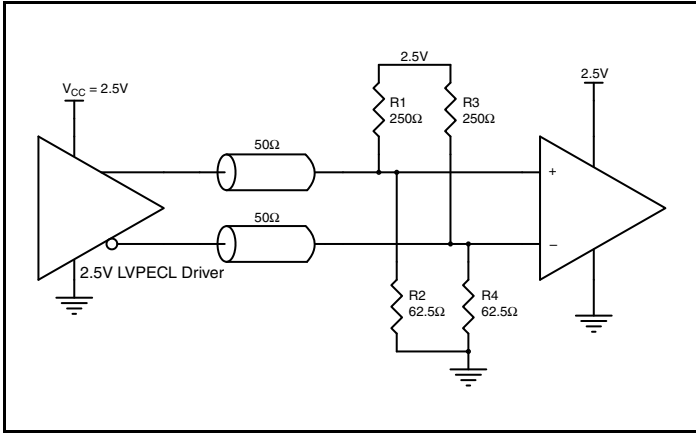 2.5V
V_CC = 2.5V
2.5V
R1
250Ω
R3
250Ω
50Ω
+
50Ω
–
2.5V LVPECL Driver
R2
62.5Ω
R4
62.5Ω